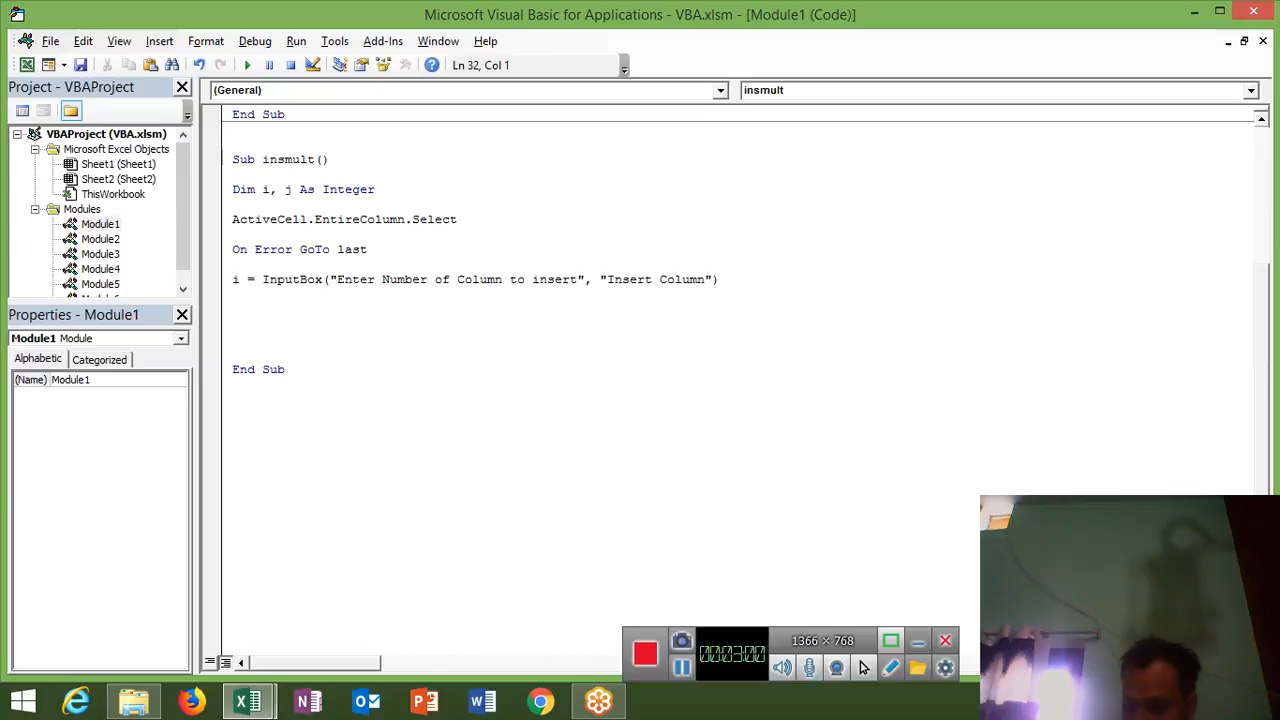 Microsoft Visual Basic for Applications - VBA.xlsm - [Module1 (Code)]
File Edit View Insert Format Debug Run Tools Add-Ins Window Help
Ln 32, Col 1
Project - VBAProject
(General)
insmult
VBAProject (VBA.xlsm)
Microsoft Excel Objects
Sheet1 (Sheet1)
Sheet2 (Sheet2)
ThisWorkbook
Modules
Module1
Module2
Module3
Module4
Module5
Properties - Module1
Module1 Module
Alphabetic Categorized
(Name) Module1
End Sub
Sub insmult()
Dim i, j As Integer
ActiveCell.EntireColumn.Select
On Error GoTo last
i = InputBox("Enter Number of Column to insert", "Insert Column")
End Sub
1366 × 768
00:03:00